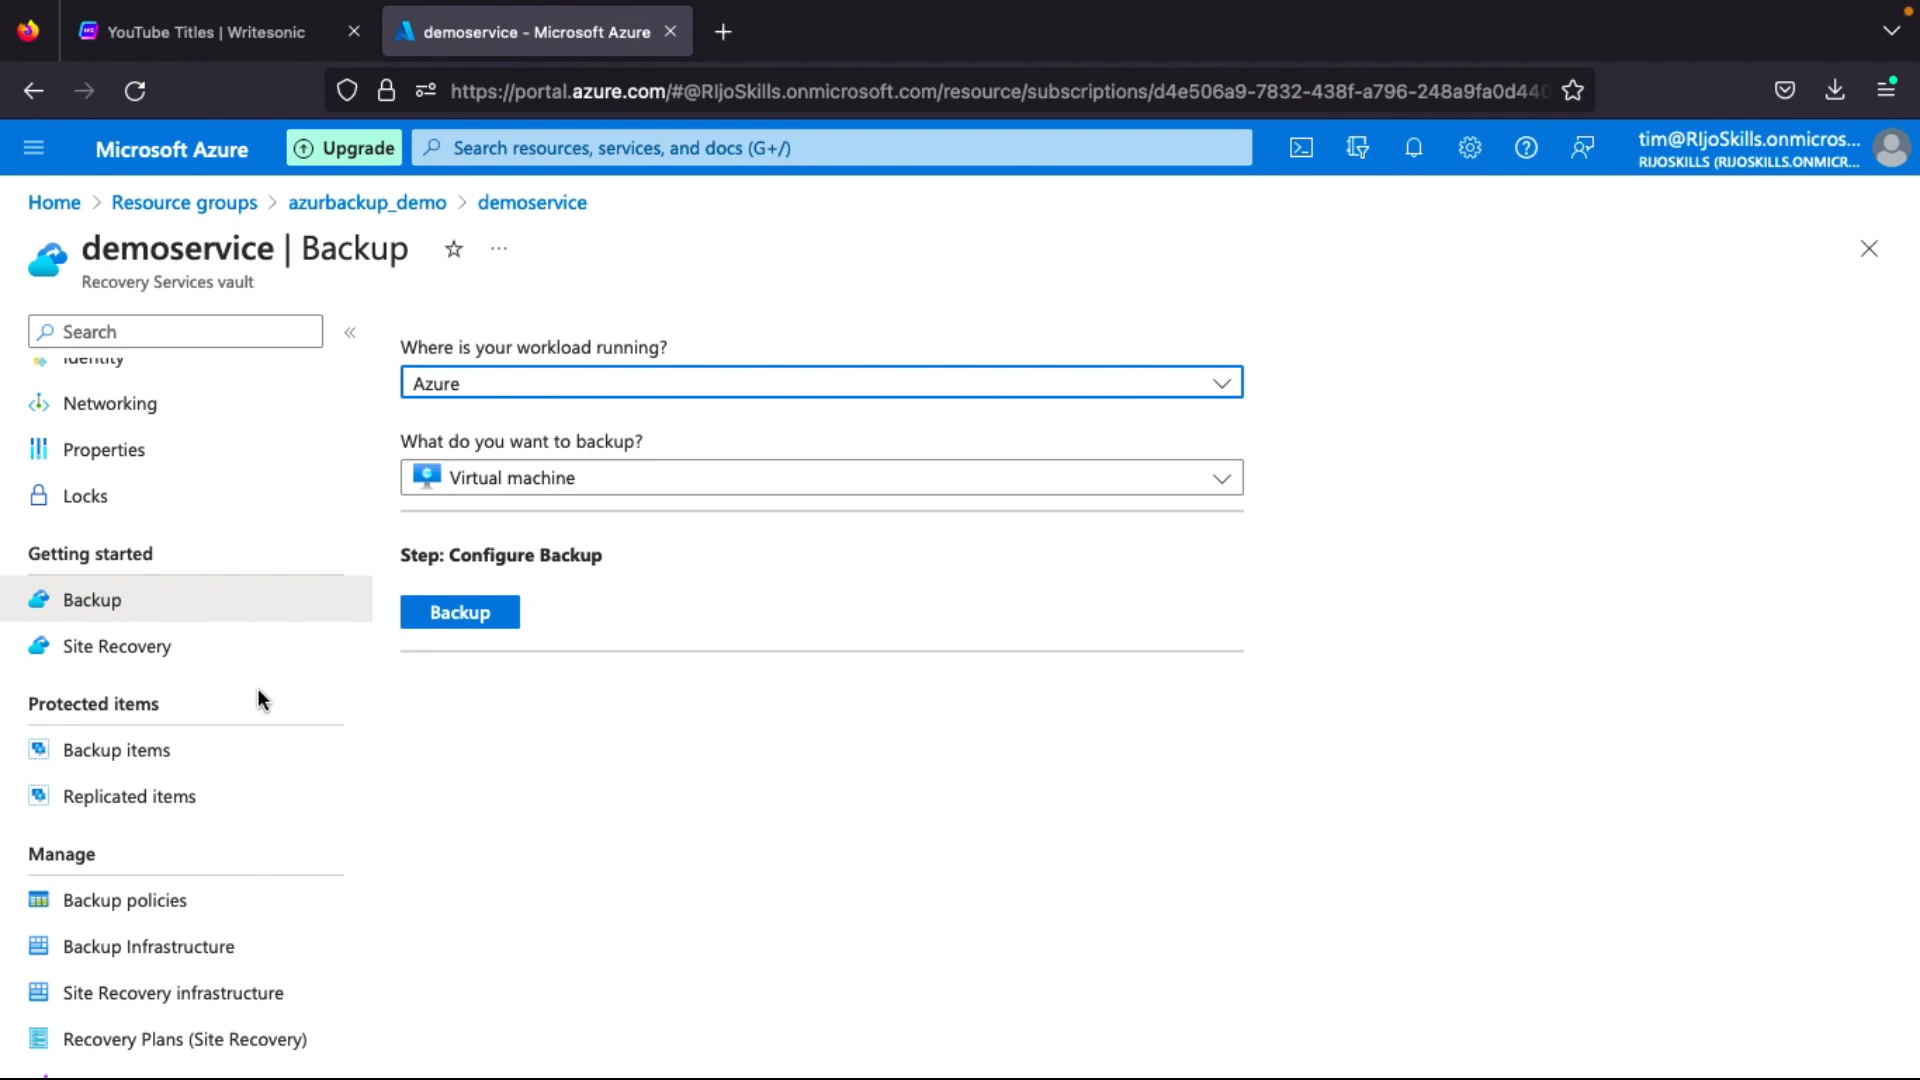 YouTube Titles | Writesonic
demoservice - Microsoft Azure
https://portal.azure.com/#@RIjoSkills.onmicrosoft.com/resource/subscriptions/d4e506a9-7832-438f-a796-248a9fa0d440
Microsoft Azure
Upgrade
Search resources, services, and docs (G+/)
tim@RIjoSkills.onmicros...
RIJOSKILLS (RIJOSKILLS.ONMICR...
Home > Resource groups > azurbackup_demo > demoservice
demoservice | Backup
Recovery Services vault
Search
Identity
Networking
Properties
Locks
Getting started
Backup
Site Recovery
Protected items
Backup items
Replicated items
Manage
Backup policies
Backup Infrastructure
Site Recovery infrastructure
Recovery Plans (Site Recovery)
Where is your workload running?
Azure
What do you want to backup?
Virtual machine
Step: Configure Backup
Backup